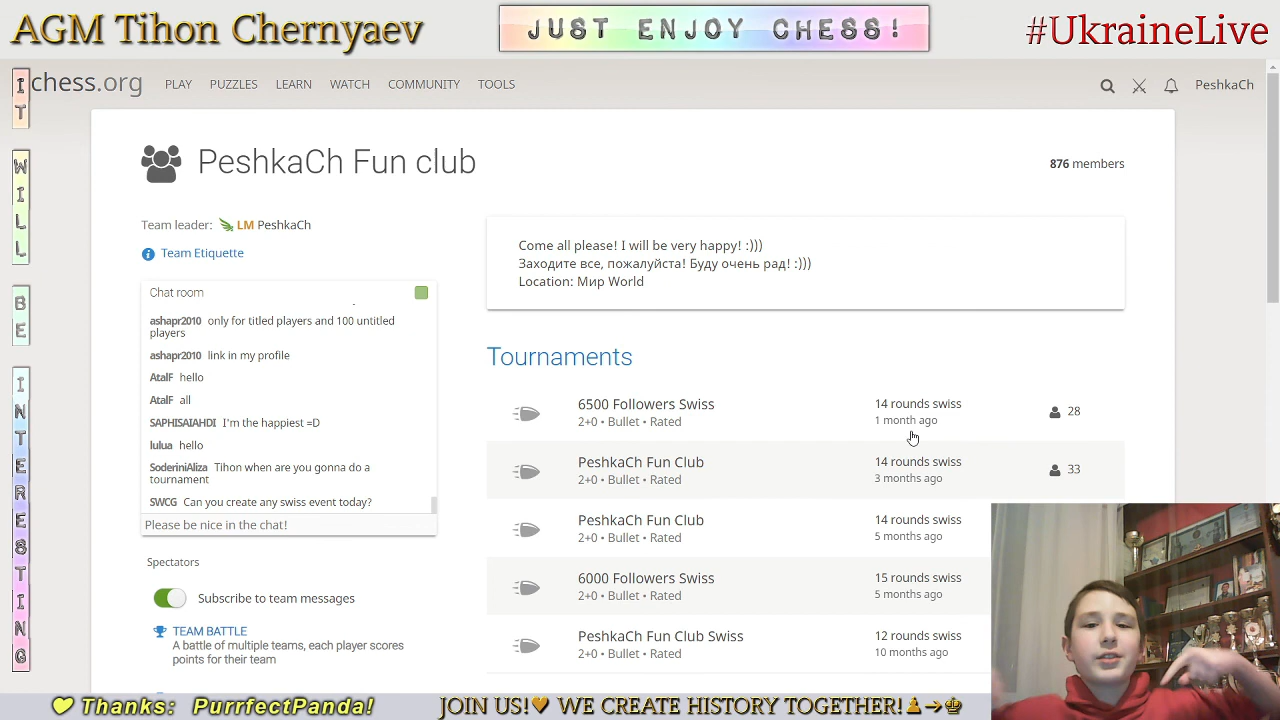 AGM Tihon Chernyaev
JUST ENJOY CHESS!
#UkraineLive
chess.org
PLAY
PUZZLES
LEARN
WATCH
COMMUNITY
TOOLS
PeshkaCh
IT
WILL
BE
INTERESTING
PeshkaCh Fun club
876 members
Team leader: LM PeshkaCh
Team Etiquette
Come all please! I will be very happy! :)))
Заходите все, пожалуйста! Буду очень рад! :)))
Location: Мир World
Chat room
ashapr2010 only for titled players and 100 untitled
players
ashapr2010 link in my profile
AtalF hello
AtalF all
SAPHISAIAHDI I'm the happiest =D
lulua hello
SoderiniAliza Tihon when are you gonna do a
tournament
SWCG Can you create any swiss event today?
Please be nice in the chat!
Spectators
Subscribe to team messages
TEAM BATTLE
A battle of multiple teams, each player scores
points for their team
Tournaments
6500 Followers Swiss
2+0 • Bullet • Rated
14 rounds swiss
1 month ago
28
PeshkaCh Fun Club
2+0 • Bullet • Rated
14 rounds swiss
3 months ago
33
PeshkaCh Fun Club
2+0 • Bullet • Rated
14 rounds swiss
5 months ago
6000 Followers Swiss
2+0 • Bullet • Rated
15 rounds swiss
5 months ago
PeshkaCh Fun Club Swiss
2+0 • Bullet • Rated
12 rounds swiss
10 months ago
Thanks: PurrfectPanda!
JOIN US! WE CREATE HISTORY TOGETHER!